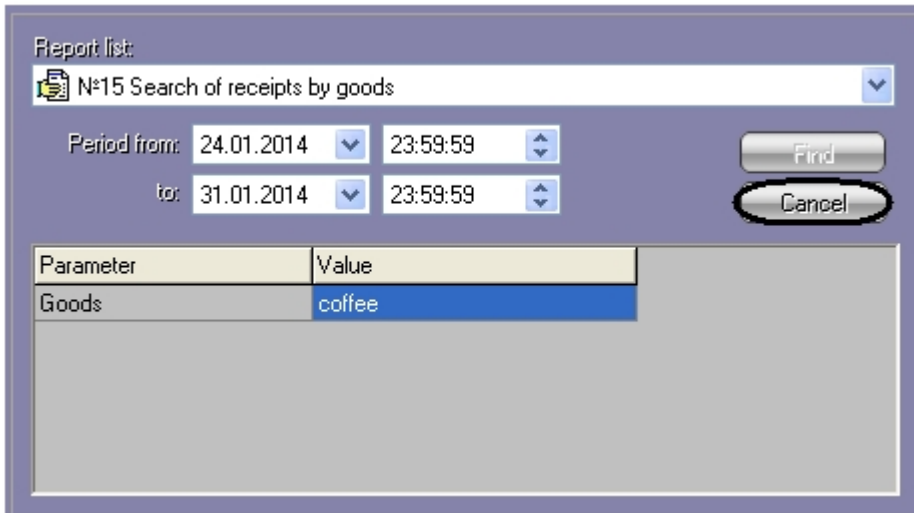 Report list:
№15 Search of receipts by goods
Period from: 24.01.2014 23:59:59
Find
to: 31.01.2014 23:59:59
Cancel
Parameter Value
Goods coffee